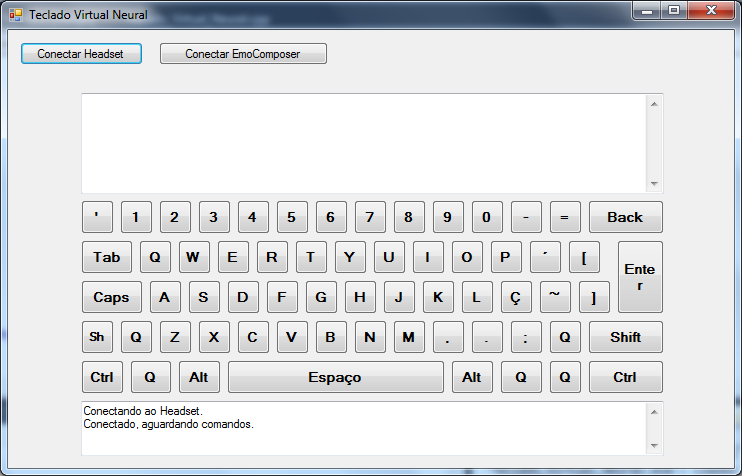 Teclado Virtual Neural
Conectar Headset Conectar EmoComposer
' 1 2 3 4 5 6 7 8 9 0 - = Back
Tab Q W E R T Y U I O P ´ [
Ente
r
Caps A S D F G H J K L Ç ~ ]
Sh Q Z X C V B N M . . : Q Shift
Ctrl Q Alt Espaço Alt Q Q Ctrl
Conectando ao Headset.
Conectado, aguardando comandos.